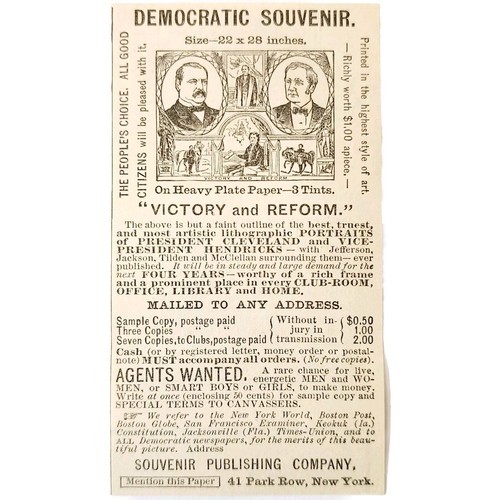 DEMOCRATIC SOUVENIR.
Size—22 x 28 inches.
THE PEOPLE'S CHOICE. ALL GOOD
CITIZENS will be pleased with it.
Printed in the highest style of art.
—Richly worth $1.00 apiece.—
VICTORY AND REFORM
On Heavy Plate Paper—3 Tints.
"VICTORY and REFORM."
The above is but a faint outline of the best, truest,
and most artistic lithographic PORTRAITS
of PRESIDENT CLEVELAND and VICE-
PRESIDENT HENDRICKS—with Jefferson,
Jackson, Tilden and McClellan surrounding them—ever
published. It will be in steady and large demand for the
next FOUR YEARS—worthy of a rich frame
and a prominent place in every CLUB-ROOM,
OFFICE, LIBRARY and HOME.
MAILED TO ANY ADDRESS.
Sample Copy, postage paid { Without in- } $0.50
Three Copies " " { jury in } 1.00
Seven Copies, to Clubs, postage paid { transmission } 2.00
Cash (or by registered letter, money order or postal-
note) MUST accompany all orders. (No free copies).
AGENTS WANTED. A rare chance for live,
energetic MEN and WO-
MEN, or SMART BOYS or GIRLS, to make money.
Write at once (enclosing 50 cents) for sample copy and
SPECIAL TERMS TO CANVASSERS.
We refer to the New York World, Boston Post,
Boston Globe, San Francisco Examiner, Keokuk (Ia.)
Constitution, Jacksonville (Fla.) Times-Union, and to
ALL Democratic newspapers, for the merits of this beau-
tiful picture. Address
SOUVENIR PUBLISHING COMPANY,
Mention this Paper 41 Park Row, New York.